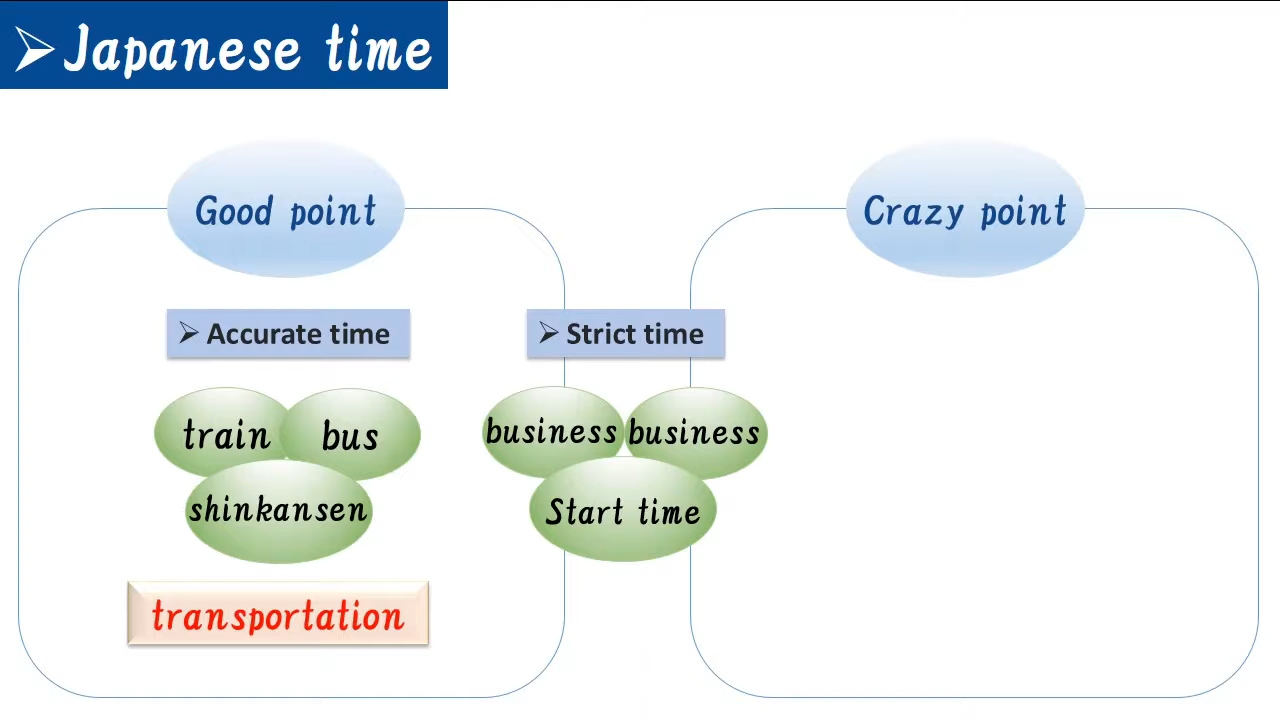 Japanese time
Good point
Crazy point
Accurate time
Strict time
train
bus
business
business
shinkansen
Start time
transportation